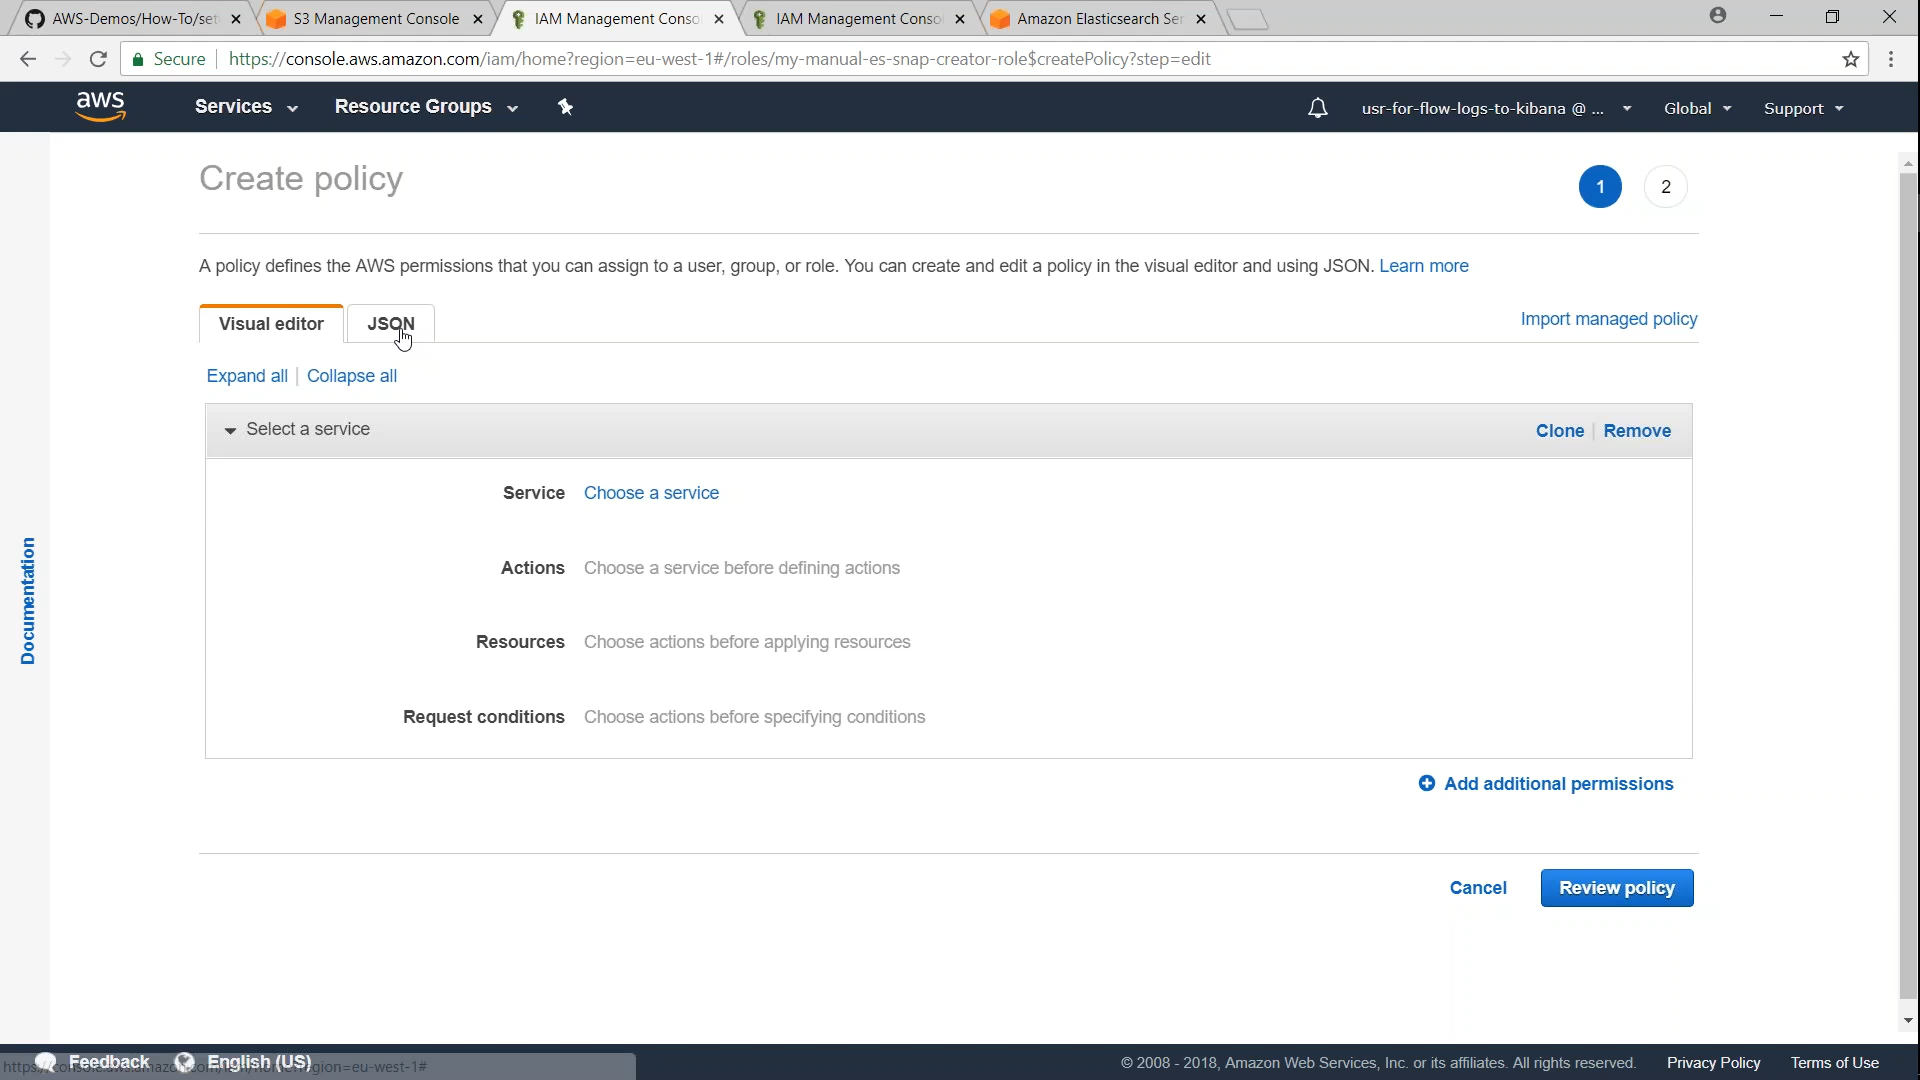 AWS-Demos/How-To/set
S3 Management Console
IAM Management Conso
IAM Management Conso
Amazon Elasticsearch Ser
Secure
https://console.aws.amazon.com/iam/home?region=eu-west-1#/roles/my-manual-es-snap-creator-role$createPolicy?step=edit
aws
Services
Resource Groups
usr-for-flow-logs-to-kibana @ ...
Global
Support
Create policy
1
2
A policy defines the AWS permissions that you can assign to a user, group, or role. You can create and edit a policy in the visual editor and using JSON. Learn more
Visual editor
JSON
Import managed policy
Expand all
Collapse all
Select a service
Clone
Remove
Service
Choose a service
Actions
Choose a service before defining actions
Resources
Choose actions before applying resources
Request conditions
Choose actions before specifying conditions
Documentation
Add additional permissions
Cancel
Review policy
Feedback
English (US)
© 2008 - 2018, Amazon Web Services, Inc. or its affiliates. All rights reserved.
Privacy Policy
Terms of Use